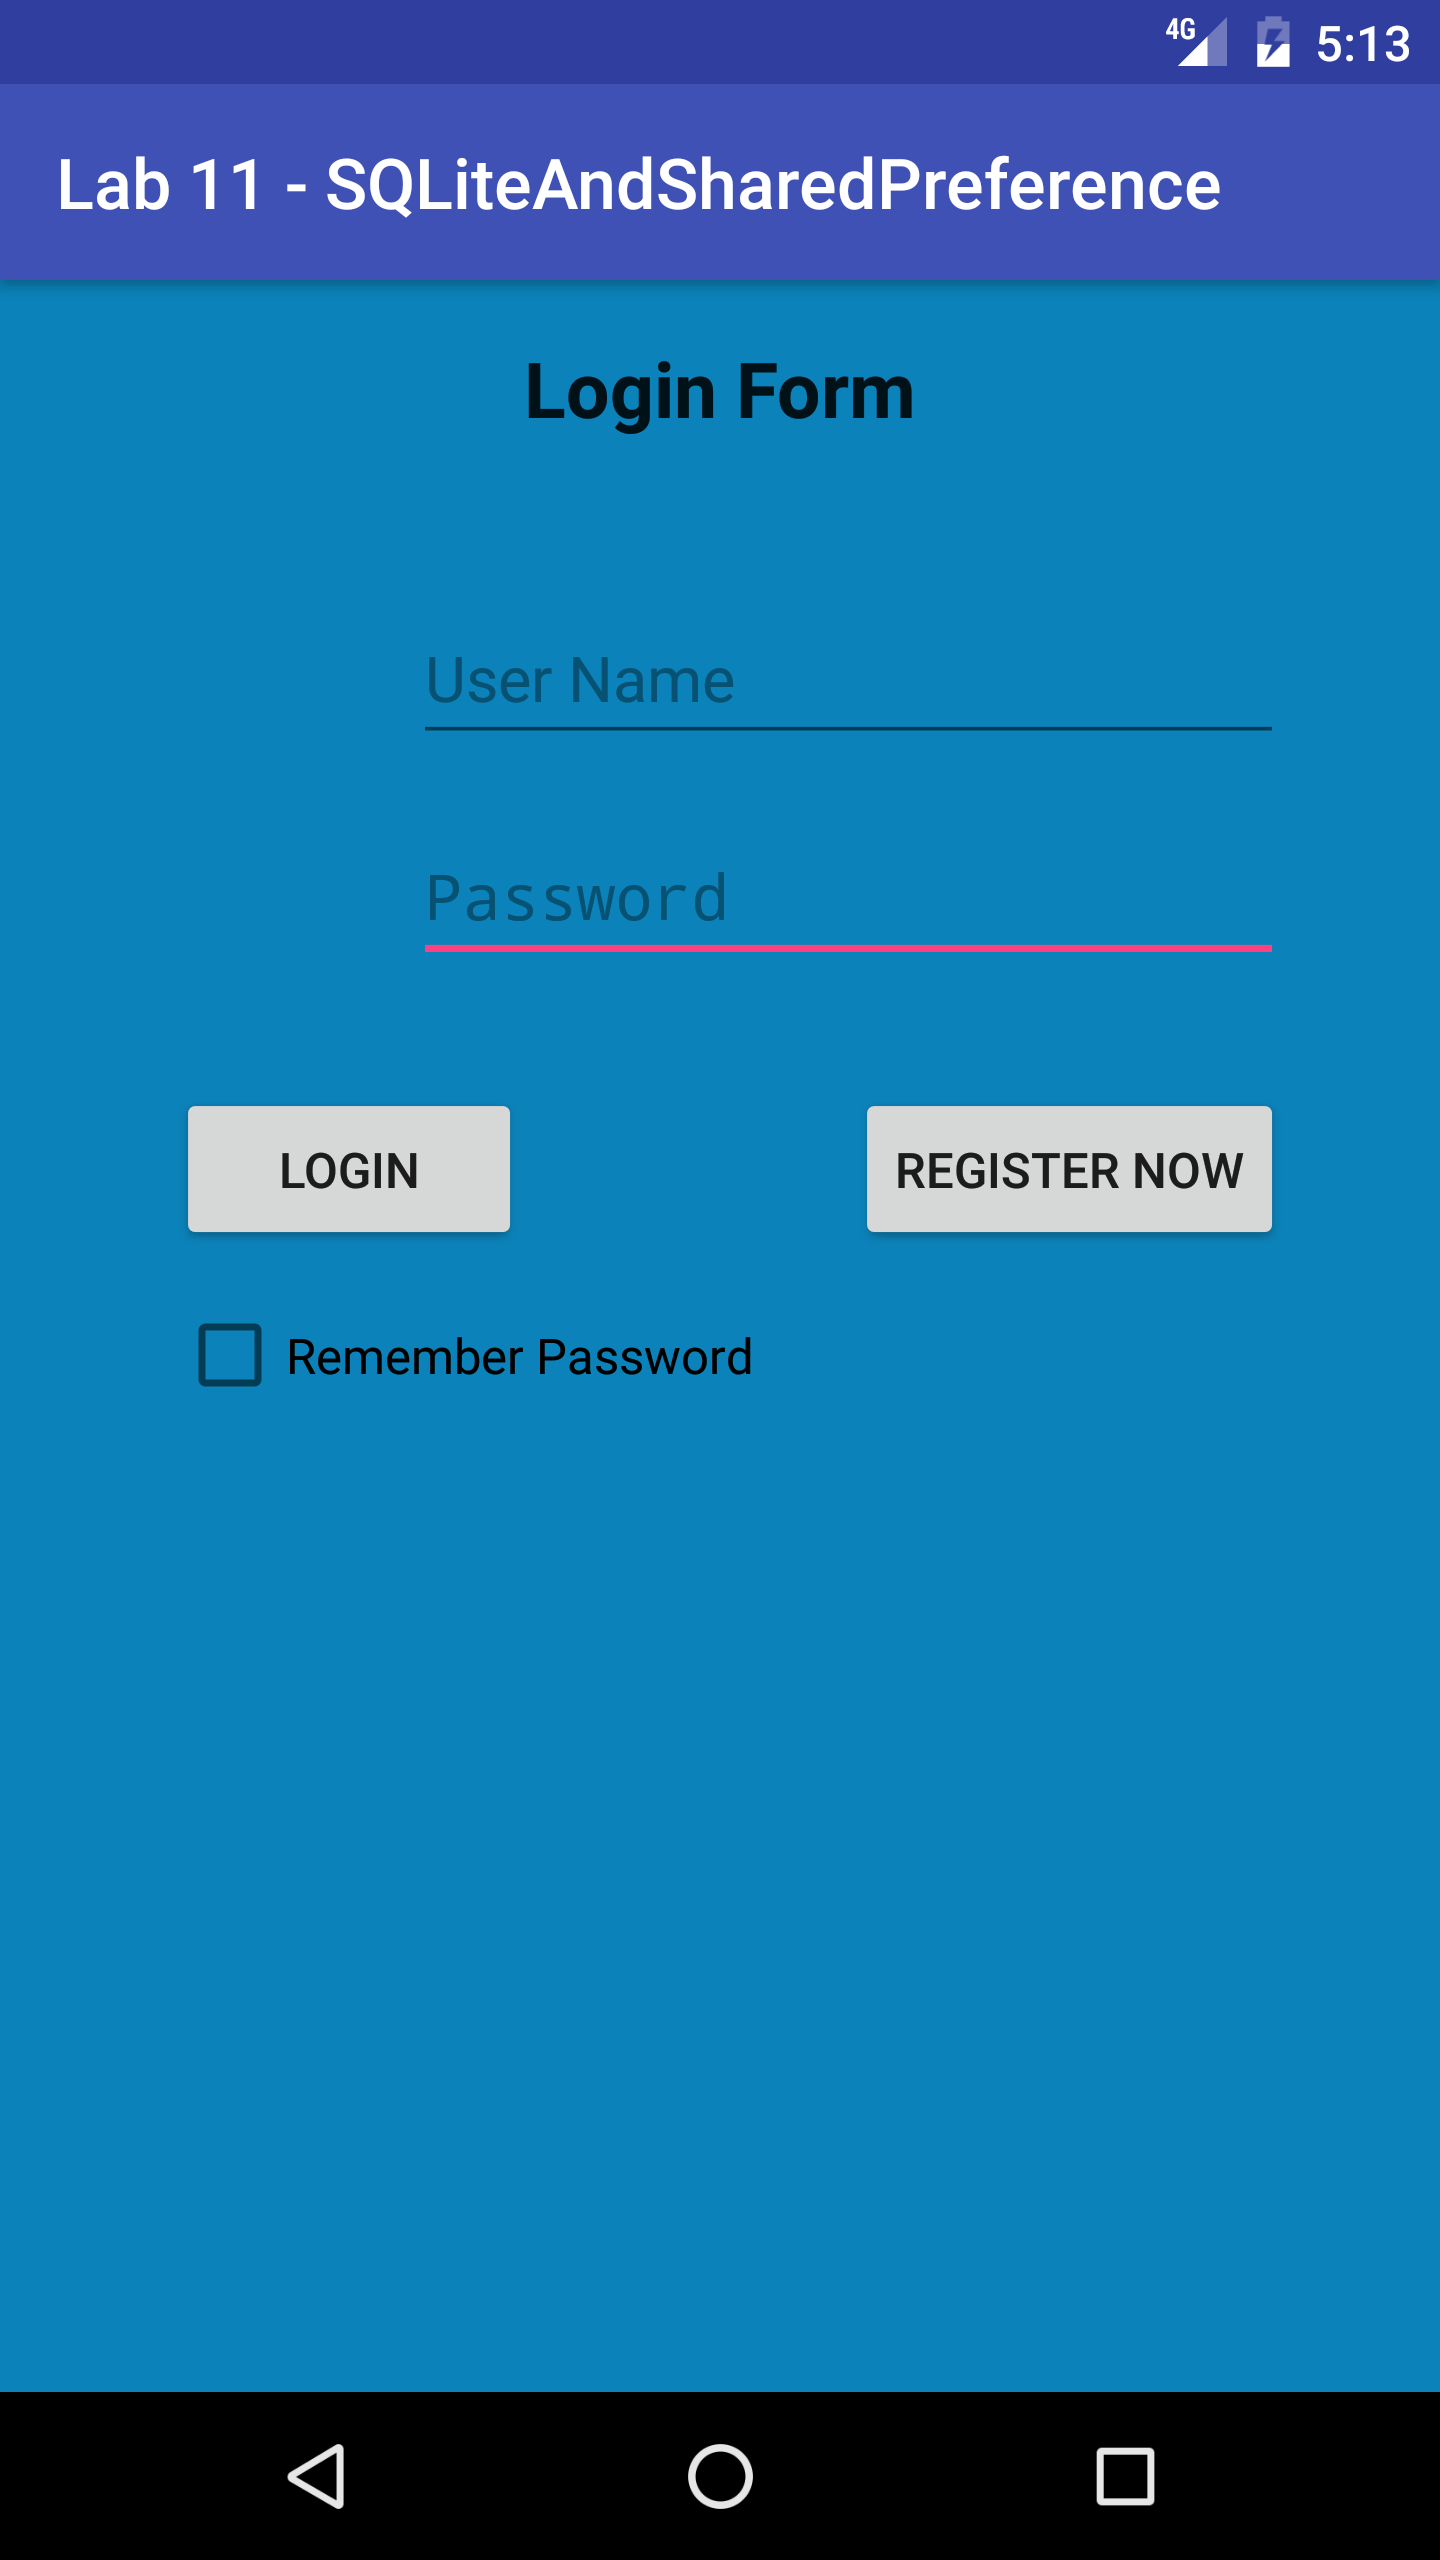 4G 5:13
Lab 11 - SQLiteAndSharedPreference
Login Form
User Name
Password
LOGIN REGISTER NOW
Remember Password